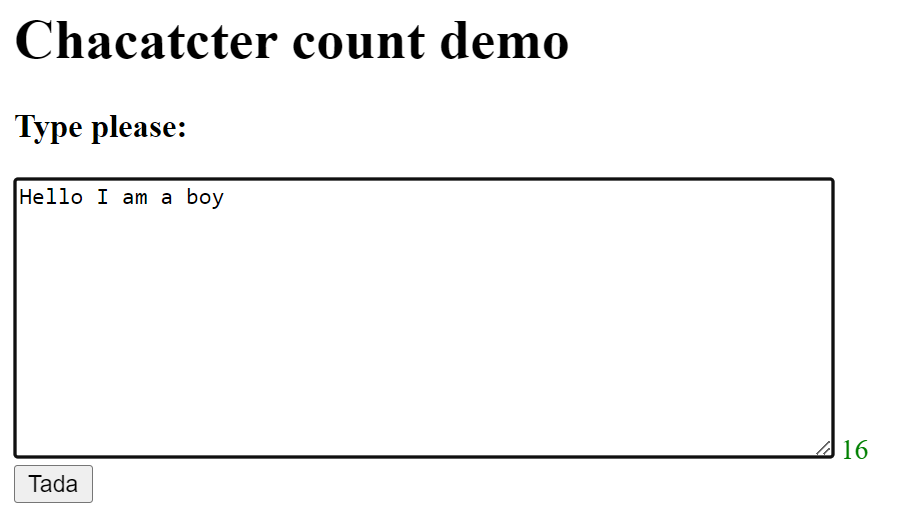 Chacatcter count demo
Type please:
Hello I am a boy
16
Tada